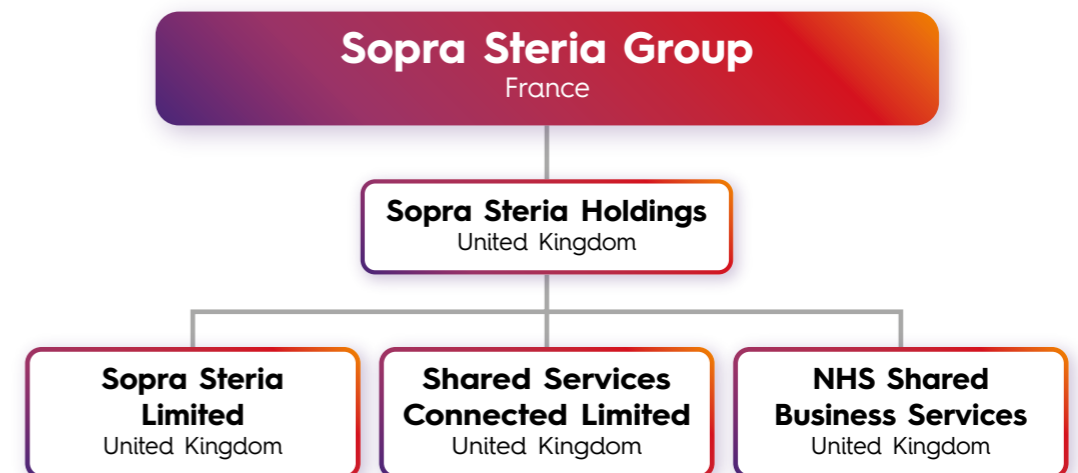 Sopra Steria Group
France
Sopra Steria Holdings
United Kingdom
Sopra Steria
Limited
United Kingdom
Shared Services
Connected Limited
United Kingdom
NHS Shared
Business Services
United Kingdom